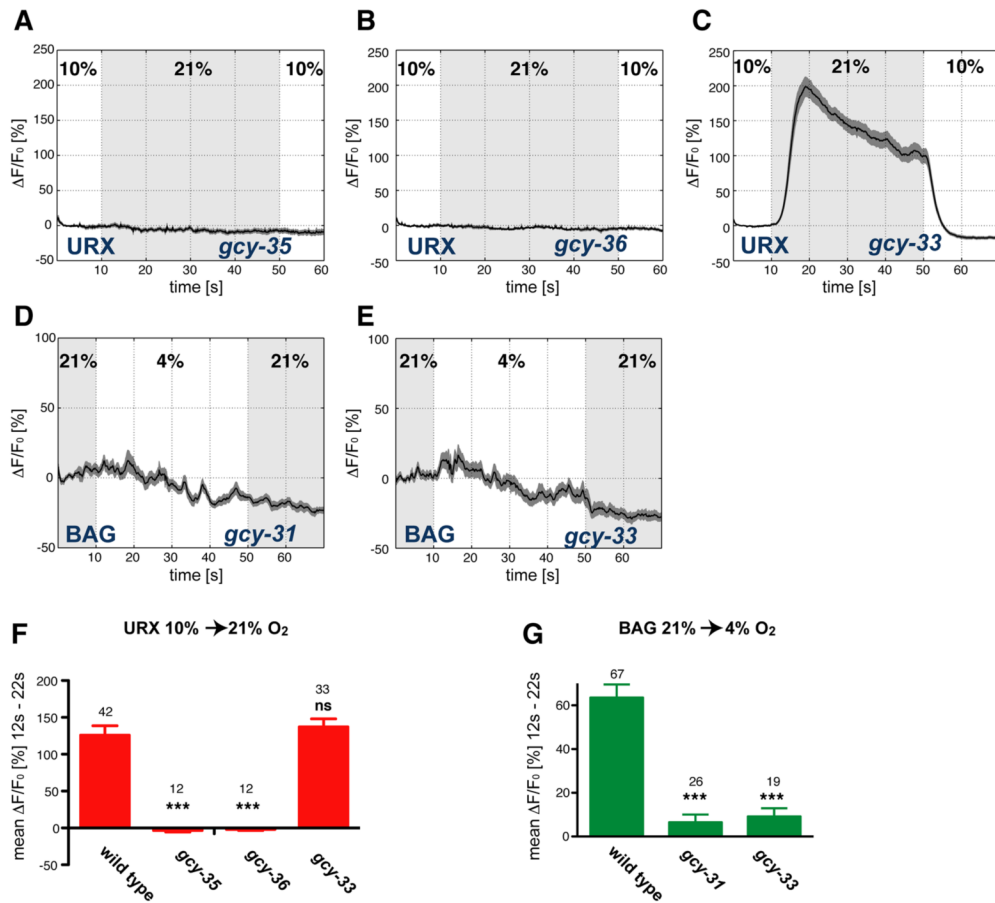 A
250
200
150
100
50
0
-50
10% 21% 10%
ΔF/F₀ [%]
URX gcy-35
10 20 30 40 50 60
time [s]
B
250
200
150
100
50
0
-50
10% 21% 10%
ΔF/F₀ [%]
URX gcy-36
10 20 30 40 50 60
time [s]
C
250
200
150
100
50
0
-50
10% 21% 10%
ΔF/F₀ [%]
URX gcy-33
10 20 30 40 50 60
time [s]
D
100
50
0
-50
21% 4% 21%
ΔF/F₀ [%]
BAG gcy-31
10 20 30 40 50 60
time [s]
E
100
50
0
-50
21% 4% 21%
ΔF/F₀ [%]
BAG gcy-33
10 20 30 40 50 60
time [s]
F
URX 10% ➔21% O₂
mean ΔF/F₀ [%] 12s - 22s
200
150
100
50
0
-50
42
12
***
12
***
33
ns
wild type
gcy-35
gcy-36
gcy-33
G
BAG 21% ➔ 4% O₂
mean ΔF/F₀ [%] 12s - 22s
60
40
20
0
67
26
***
19
***
wild type
gcy-31
gcy-33